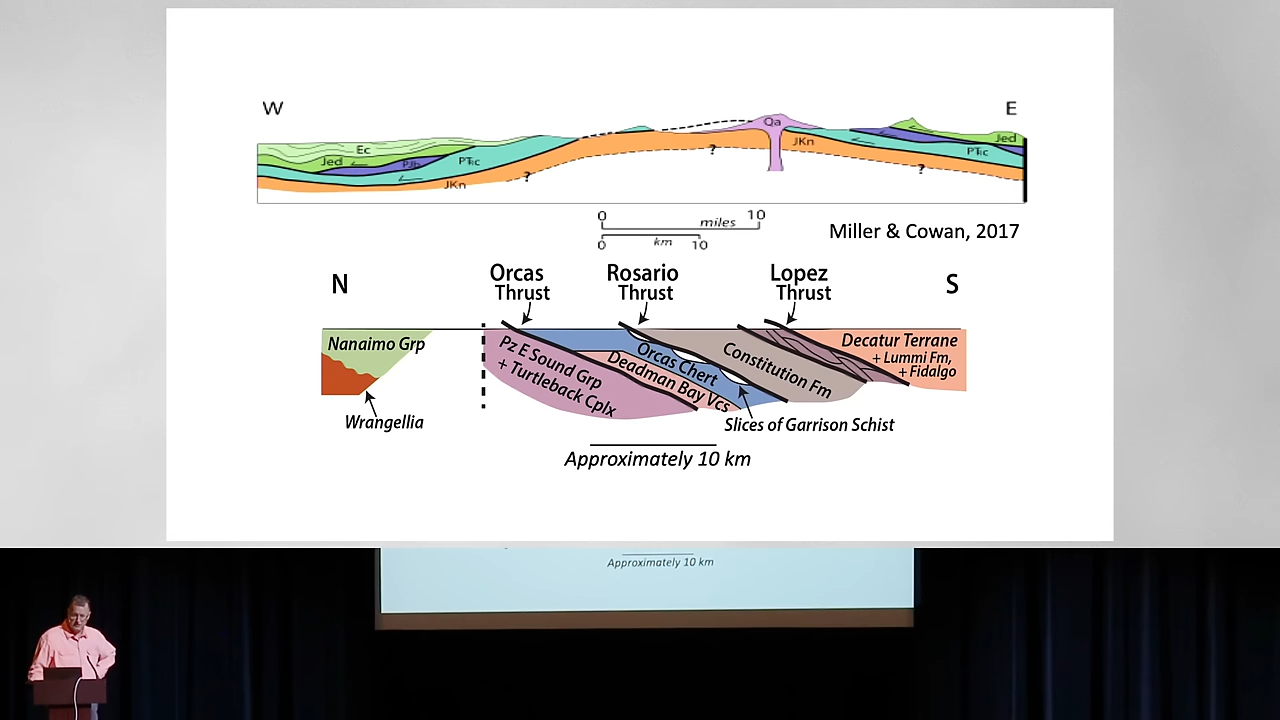 W
E
Qa
Ec
Jed
PJb
PTic
JKn
?
?
JKn
?
PTic
Jed
0
10
miles
0
km
10
Miller & Cowan, 2017
N
S
Orcas
Thrust
Rosario
Thrust
Lopez
Thrust
Nanaimo Grp
Wrangellia
Pz E Sound Grp
+ Turtleback Cplx
Orcas Chert
Deadman Bay Vcs
Constitution Fm
Decatur Terrane
+ Lummi Fm,
+ Fidalgo
Slices of Garrison Schist
Approximately 10 km
Approximately 10 km